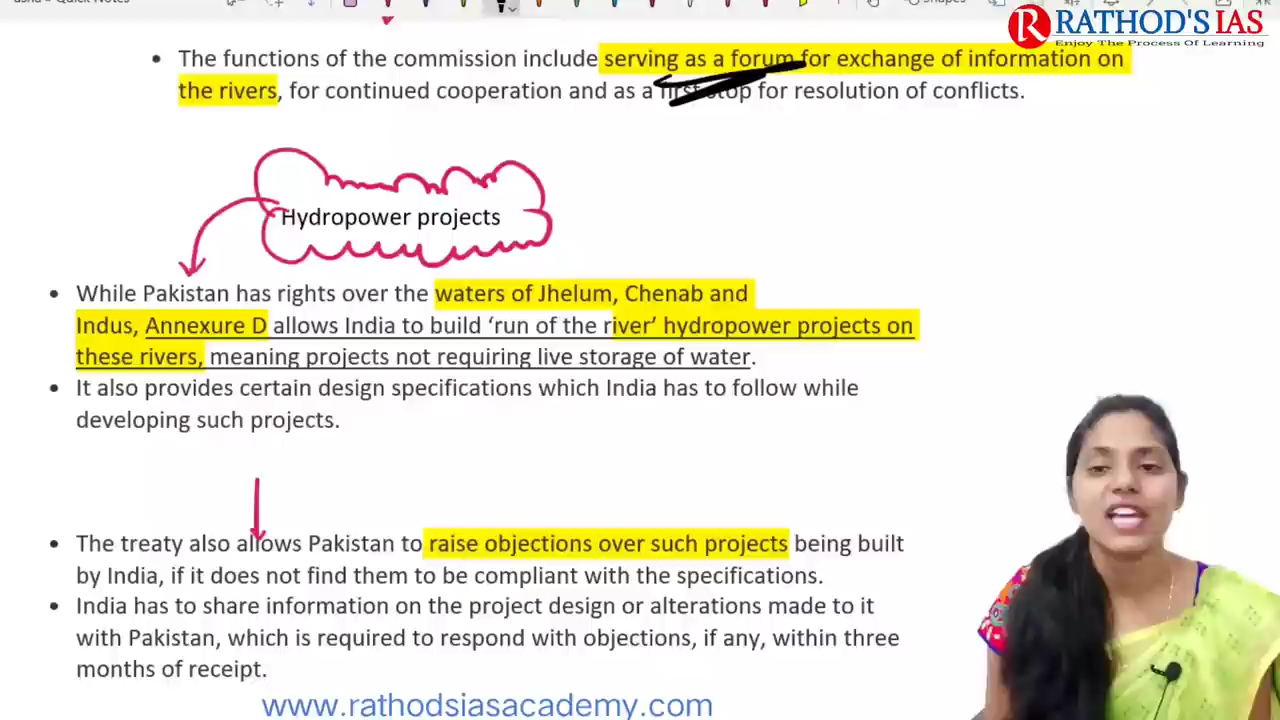 asha – Quick Notes
Shapes
RATHOD'S IAS
Enjoy The Process Of Learning
• The functions of the commission include serving as a forum for exchange of information on
the rivers, for continued cooperation and as a first stop for resolution of conflicts.
Hydropower projects
• While Pakistan has rights over the waters of Jhelum, Chenab and
Indus, Annexure D allows India to build ‘run of the river’ hydropower projects on
these rivers, meaning projects not requiring live storage of water.
• It also provides certain design specifications which India has to follow while
developing such projects.
• The treaty also allows Pakistan to raise objections over such projects being built
by India, if it does not find them to be compliant with the specifications.
• India has to share information on the project design or alterations made to it
with Pakistan, which is required to respond with objections, if any, within three
months of receipt.
www.rathodsiasacademy.com